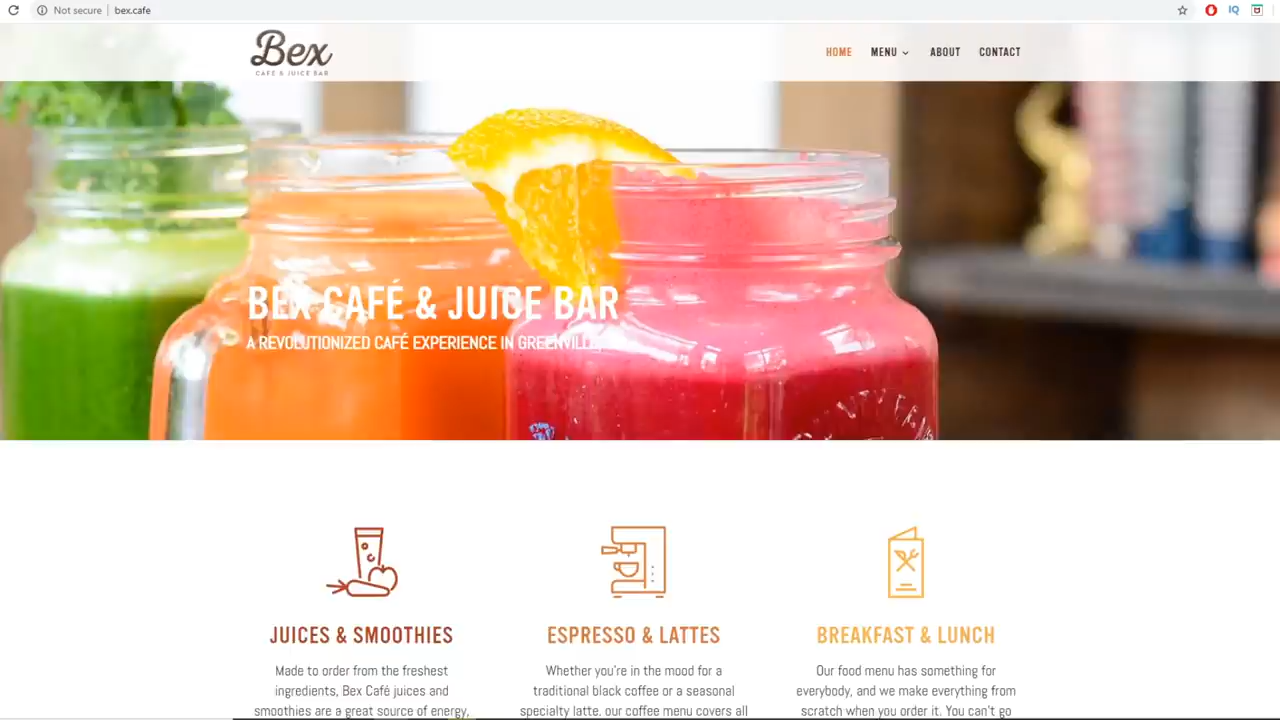 Not secure
bex.cafe
IQ
Bex
CAFÉ & JUICE BAR
HOME
MENU
ABOUT
CONTACT
BEX CAFÉ & JUICE BAR
A REVOLUTIONIZED CAFÉ EXPERIENCE IN GREENVILLE
JUICES & SMOOTHIES
Made to order from the freshest
ingredients, Bex Café juices and
smoothies are a great source of energy,
ESPRESSO & LATTES
Whether you're in the mood for a
traditional black coffee or a seasonal
specialty latte, our coffee menu covers all
BREAKFAST & LUNCH
Our food menu has something for
everybody, and we make everything from
scratch when you order it. You can't go